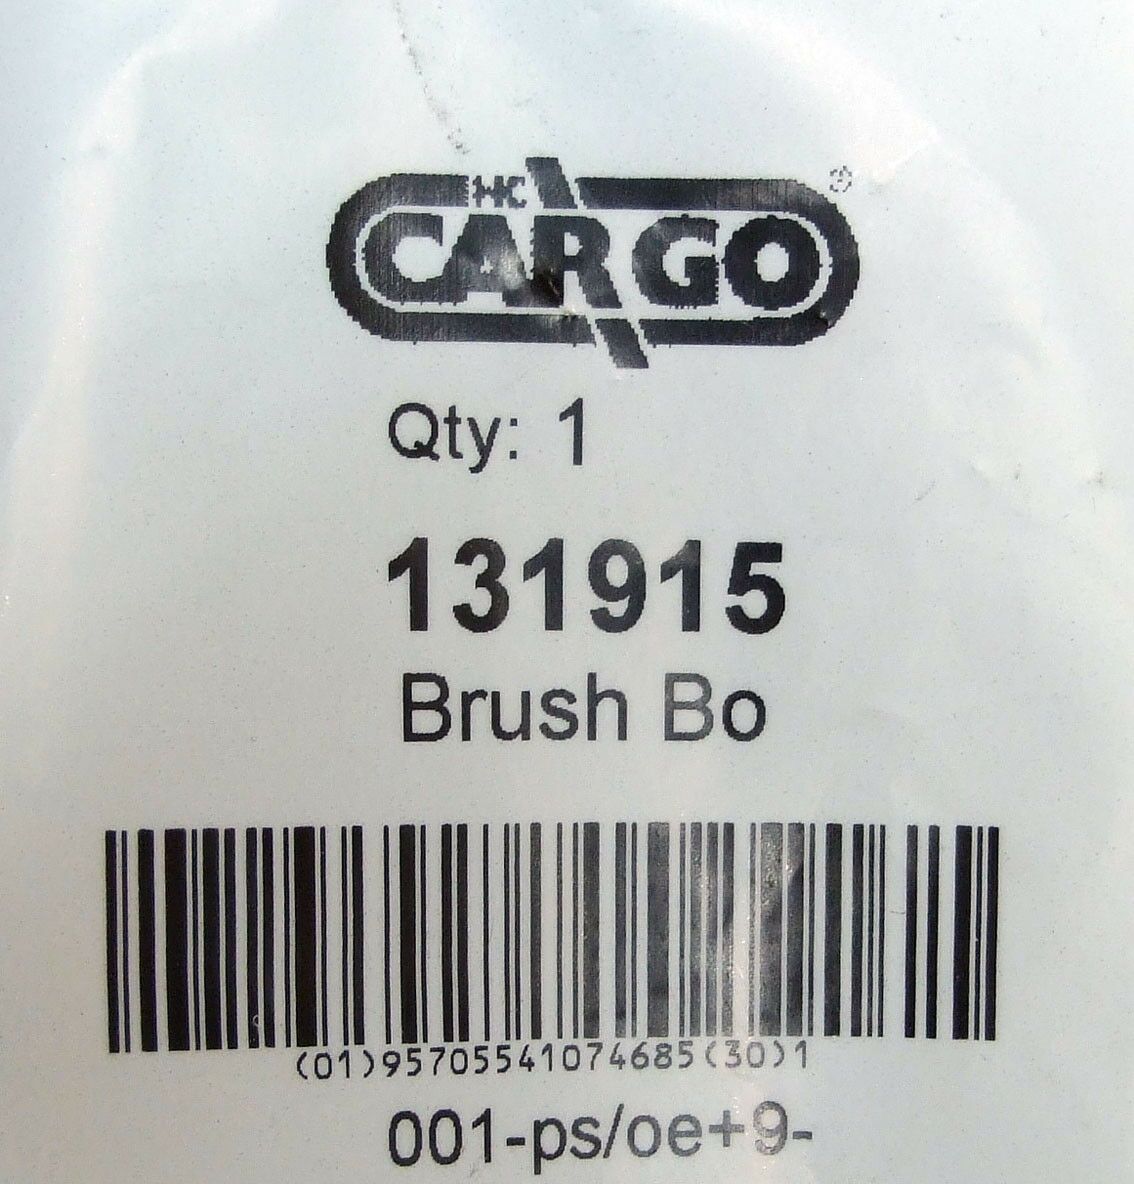 HC
CARGO®
Qty: 1
131915
Brush Bo
(01)95705541074685(30)1
001-ps/oe+9-